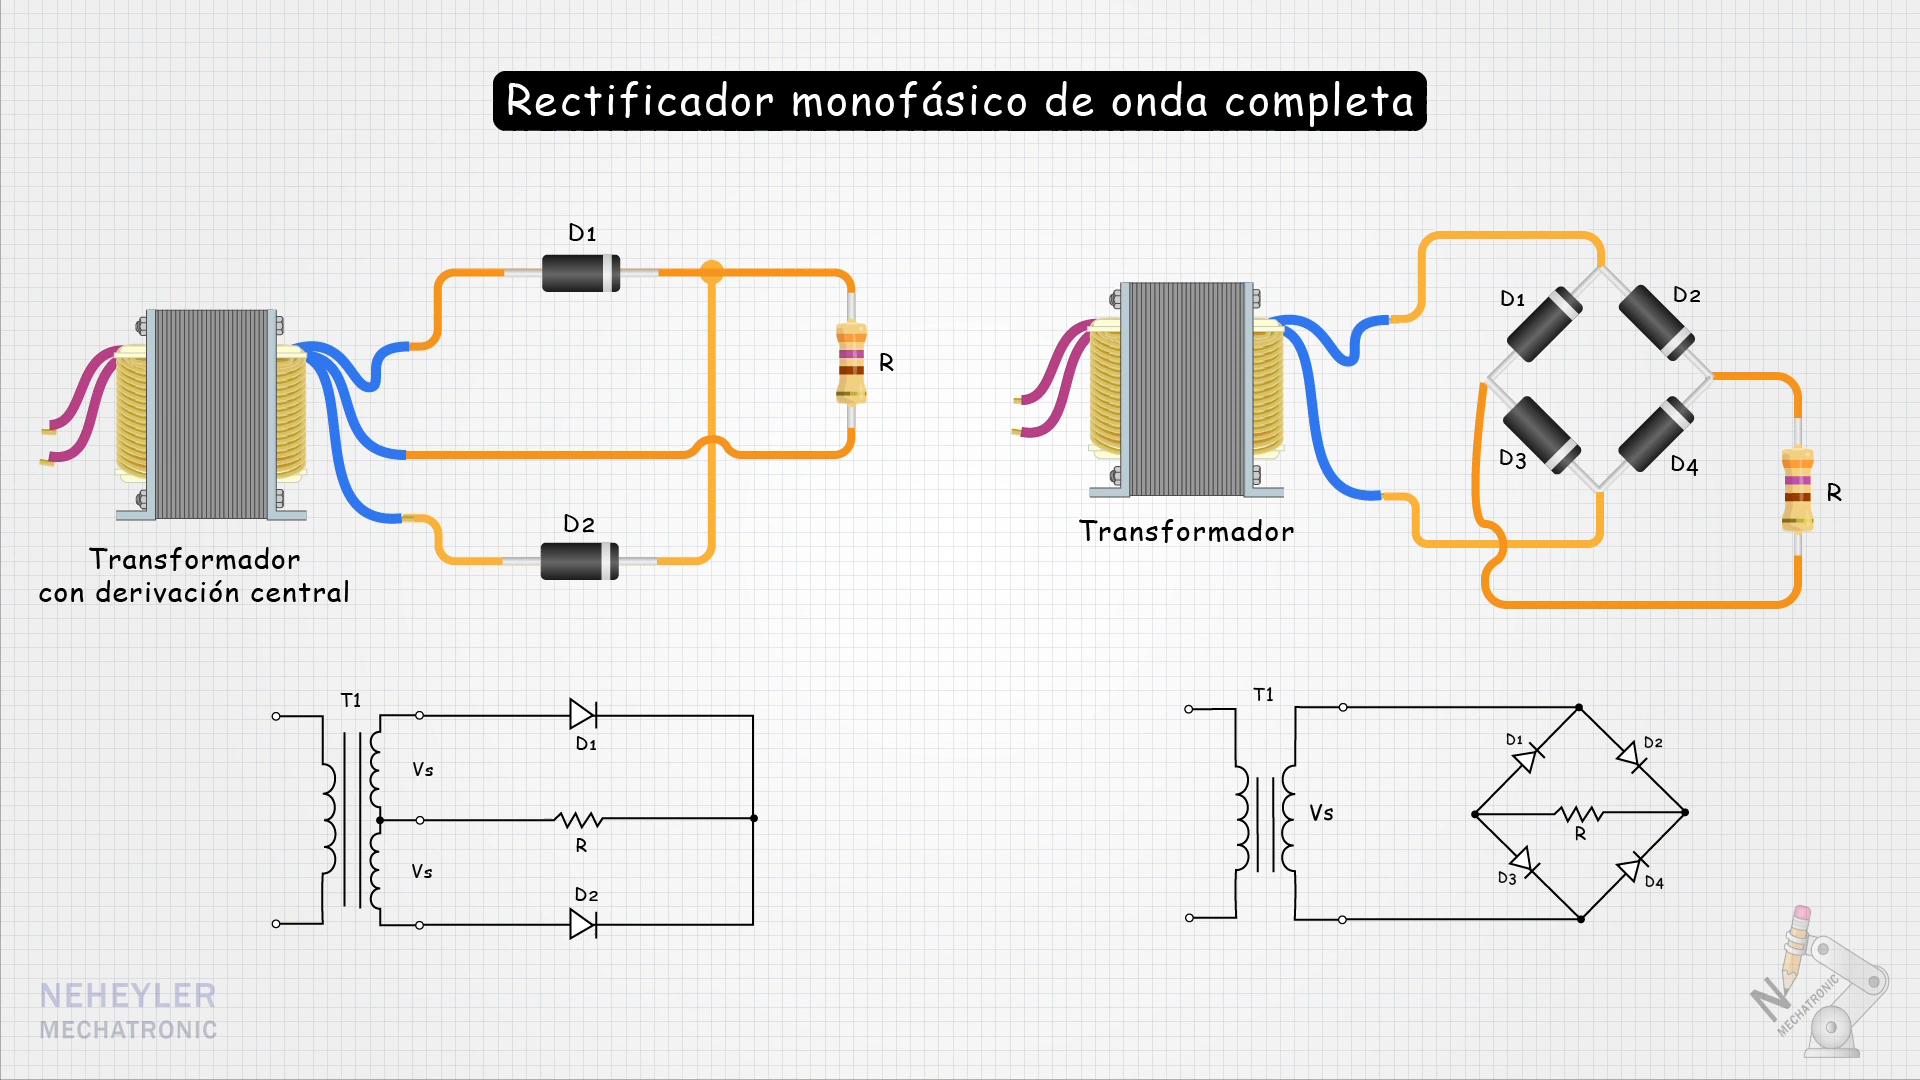 Rectificador monofásico de onda completa
D1
R
D2
Transformador
con derivación central
D1
D2
D3
D4
R
Transformador
T1
D1
Vs
R
Vs
D2
T1
D1
D2
Vs
R
D3
D4
NEHEYLER
MECHATRONIC
N
MECHATRONIC